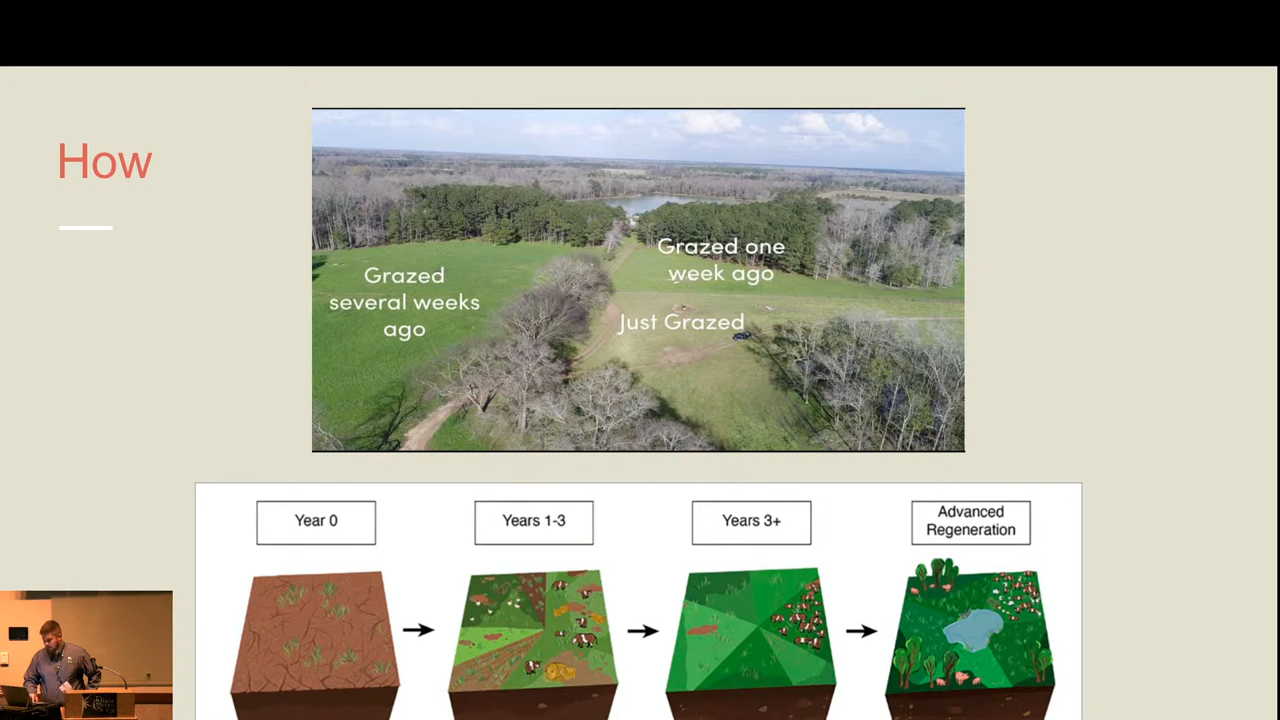 How
Grazed
several weeks
ago
Grazed one
week ago
Just Grazed
Year 0
Years 1-3
Years 3+
Advanced
Regeneration